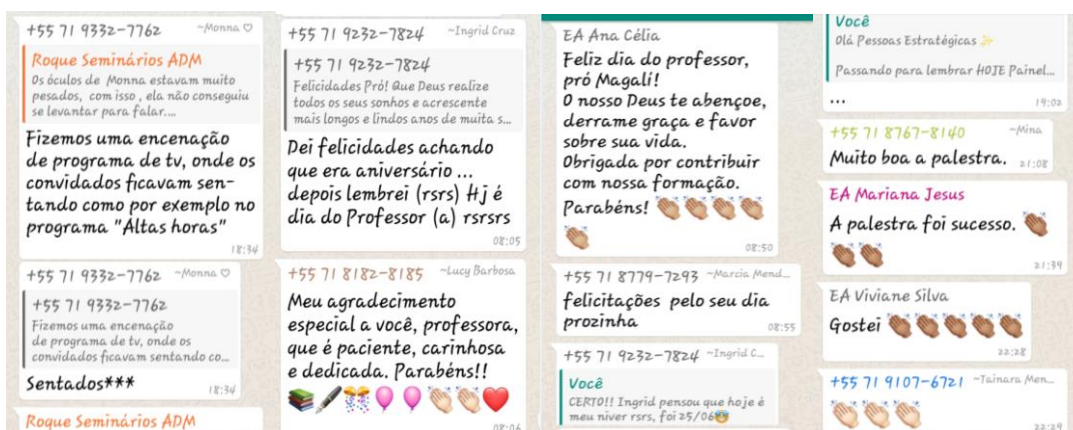 +55 71 9332-7762 ~Monna ♡
Roque Seminários ADM
Os óculos de Monna estavam muito
pesados, com isso , ela não conseguiu
se levantar para falar....
Fizemos uma encenação
de programa de tv, onde os
convidados ficavam sen-
tando como por exemplo no
programa "Altas horas"
18:34
+55 71 9332-7762 ~Monna ♡
+55 71 9332-7762
Fizemos uma encenação
de programa de tv, onde os
convidados ficavam sentando co...
Sentados***
18:34
Roque Seminários ADM
+55 71 9232-7824 ~Ingrid Cruz
+55 71 9232-7824
Felicidades Pró! Que Deus realize
todos os seus sonhos e acrescente
mais longos e lindos anos de muita s...
Dei felicidades achando
que era aniversário ...
depois lembrei (rsrs) Hj é
dia do Professor (a) rsrsrs
08:05
+55 71 8182-8185 ~Lucy Barbosa
Meu agradecimento
especial a você, professora,
que é paciente, carinhosa
e dedicada. Parabéns!!
📚🖋️🎊🎈🎈👏🏽👏🏽❤️
08:06
EA Ana Célia
Feliz dia do professor,
pró Magali!
O nosso Deus te abençoe,
derrame graça e favor
sobre sua vida.
Obrigada por contribuir
com nossa formação.
Parabéns! 👏🏽👏🏽👏🏽👏🏽
👏🏽
08:50
+55 71 8779-7293 ~Marcia Mend...
felicitações pelo seu dia
prozinha
08:55
+55 71 9232-7824 ~Ingrid C...
Você
CERTO!! Ingrid pensou que hoje é
meu niver rsrs, foi 25/06
Você
Olá Pessoas Estratégicas ✨
Passando para lembrar HOJE Painel...
...
19:02
+55 71 8767-8140 ~Mina
Muito boa a palestra.
21:08
EA Mariana Jesus
A palestra foi sucesso. 👏🏽
👏🏽👏🏽
21:39
EA Viviane Silva
Gostei 👏🏽👏🏽👏🏽👏🏽👏🏽
22:28
+55 71 9107-6721 ~Tainara Men...
👏🏽👏🏽👏🏽
22:29